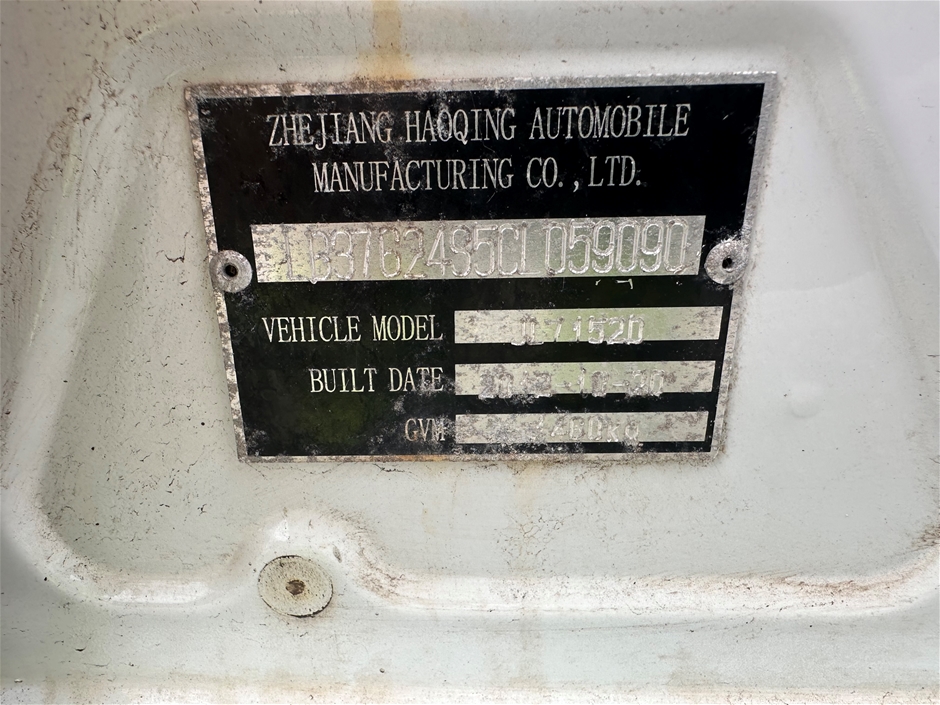 ZHEJIANG HAOQING AUTOMOBILE
MANUFACTURING CO.,LTD.
LB37624S5CL059090
VEHICLE MODEL
BUILT DATE
GVM